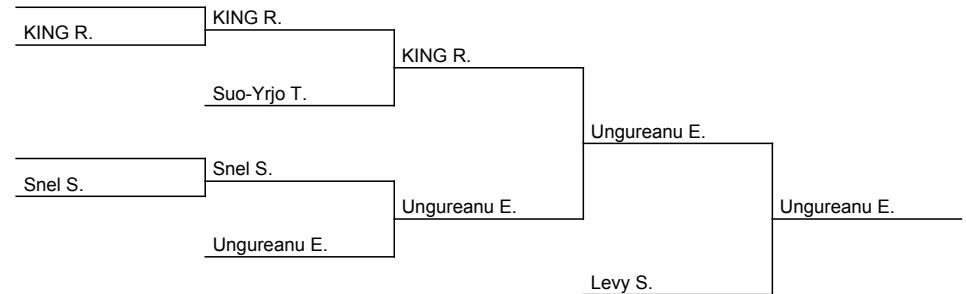 KING R.
KING R.
KING R.
Suo-Yrjo T.
Ungureanu E.
Snel S.
Snel S.
Ungureanu E.
Ungureanu E.
Ungureanu E.
Levy S.